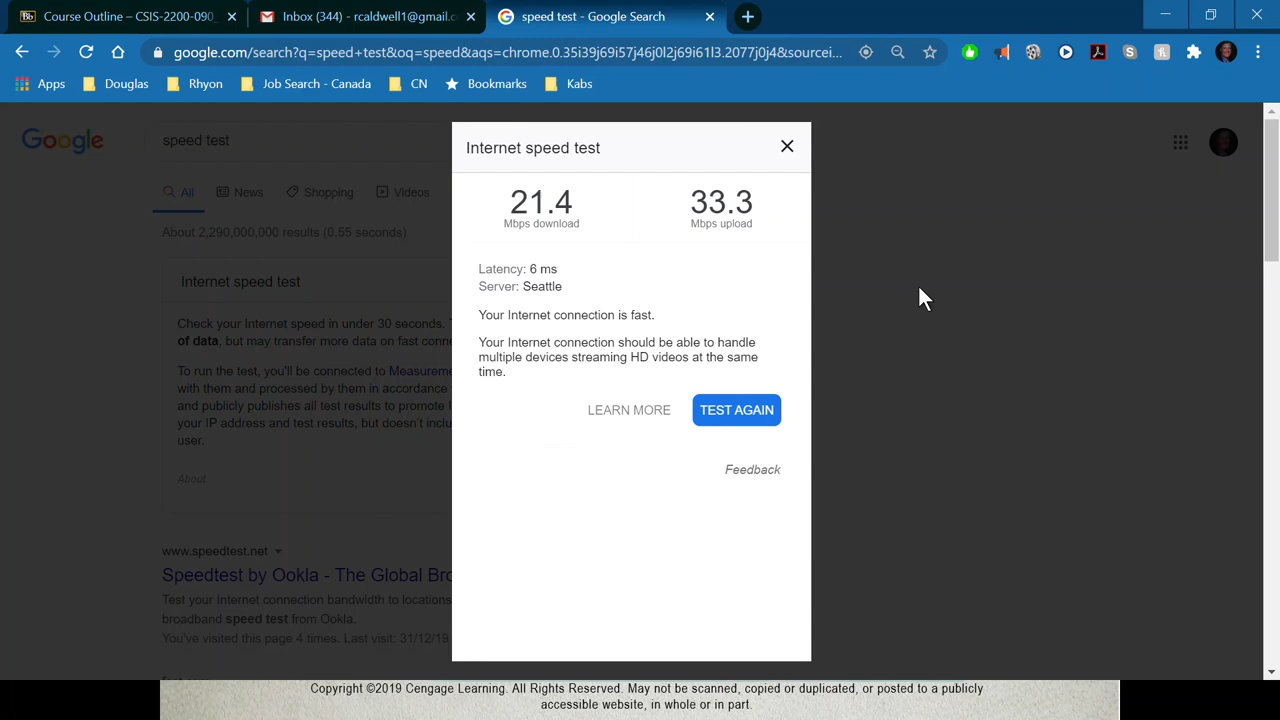 Course Outline – CSIS-2200-090_
Inbox (344) - rcaldwell1@gmail.c
speed test - Google Search
google.com/search?q=speed+test&oq=speed&aqs=chrome.0.35i39j69i57j46j0l2j69i61l3.2077j0j4&sourcei...
Apps
Douglas
Rhyon
Job Search - Canada
CN
Bookmarks
Kabs
Google
speed test
All
News
Shopping
Videos
About 2,290,000,000 results (0.55 seconds)
Internet speed test
Check your Internet speed in under 30 seconds. T
of data, but may transfer more data on fast conne
To run the test, you'll be connected to Measureme
with them and processed by them in accordance
and publicly publishes all test results to promote
your IP address and test results, but doesn't inclu
user.
About
www.speedtest.net
Speedtest by Ookla - The Global Bro
Test your Internet connection bandwidth to locations
broadband speed test from Ookla.
You've visited this page 4 times. Last visit: 31/12/19
Internet speed test
21.4
Mbps download
33.3
Mbps upload
Latency: 6 ms
Server: Seattle
Your Internet connection is fast.
Your Internet connection should be able to handle
multiple devices streaming HD videos at the same
time.
LEARN MORE
TEST AGAIN
Feedback
Copyright ©2019 Cengage Learning. All Rights Reserved. May not be scanned, copied or duplicated, or posted to a publicly
accessible website, in whole or in part.